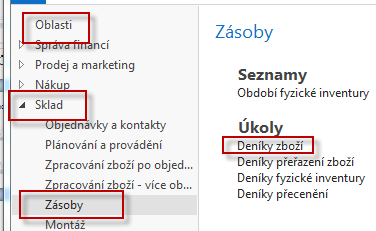 Oblasti
Správa financí
Prodej a marketing
Nákup
Sklad
Objednávky a kontakty
Plánování a provádění
Zpracování zboží po objed...
Zpracování zboží - více ob...
Zásoby
Montáž
Zásoby
Seznamy
Období fyzické inventury
Úkoly
Deníky zboží
Deníky přeřazení zboží
Deníky fyzické inventury
Deníky přecenění